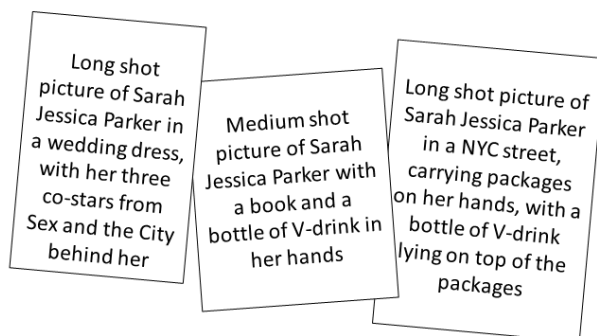 Long shot
picture of Sarah
Jessica Parker in
a wedding dress,
with her three
co-stars from
Sex and the City
behind her
Medium shot
picture of Sarah
Jessica Parker with
a book and a
bottle of V-drink in
her hands
Long shot picture of
Sarah Jessica Parker
in a NYC street,
carrying packages
on her hands, with a
bottle of V-drink
lying on top of the
packages